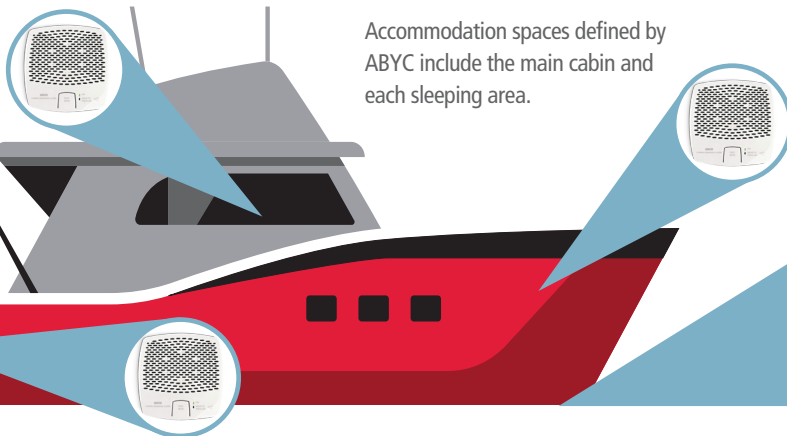 Accommodation spaces defined by
ABYC include the main cabin and
each sleeping area.